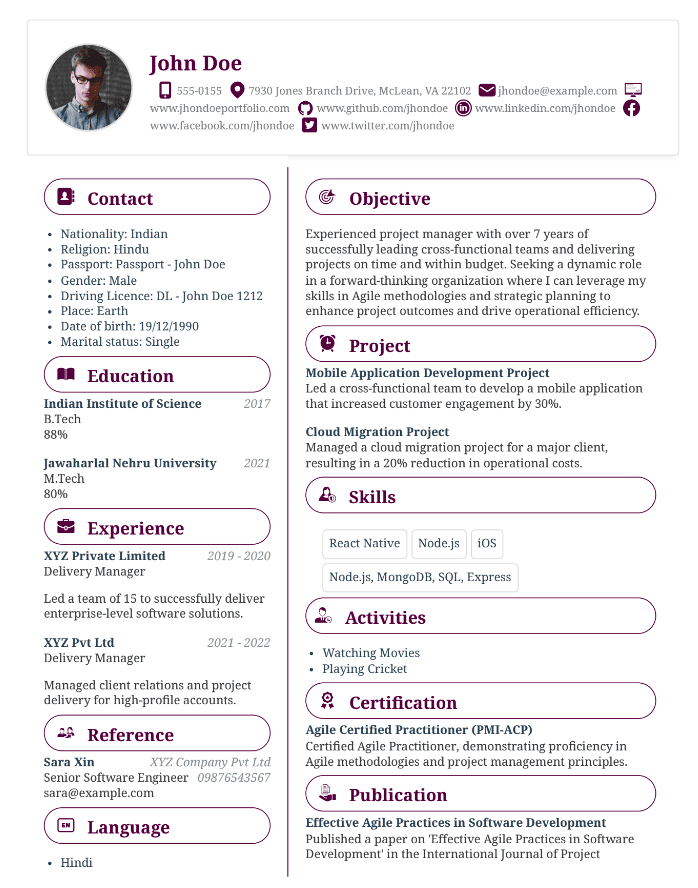 John Doe
555-0155 7930 Jones Branch Drive, McLean, VA 22102 jhondoe@example.com
www.jhondoeportfolio.com www.github.com/jhondoe www.linkedin.com/jhondoe
www.facebook.com/jhondoe www.twitter.com/jhondoe
Contact
• Nationality: Indian
• Religion: Hindu
• Passport: Passport - John Doe
• Gender: Male
• Driving Licence: DL - John Doe 1212
• Place: Earth
• Date of birth: 19/12/1990
• Marital status: Single
Education
Indian Institute of Science 2017
B.Tech
88%
Jawaharlal Nehru University 2021
M.Tech
80%
Experience
XYZ Private Limited 2019 - 2020
Delivery Manager
Led a team of 15 to successfully deliver
enterprise-level software solutions.
XYZ Pvt Ltd 2021 - 2022
Delivery Manager
Managed client relations and project
delivery for high-profile accounts.
Reference
Sara Xin XYZ Company Pvt Ltd
Senior Software Engineer 09876543567
sara@example.com
EN Language
• Hindi
Objective
Experienced project manager with over 7 years of
successfully leading cross-functional teams and delivering
projects on time and within budget. Seeking a dynamic role
in a forward-thinking organization where I can leverage my
skills in Agile methodologies and strategic planning to
enhance project outcomes and drive operational efficiency.
Project
Mobile Application Development Project
Led a cross-functional team to develop a mobile application
that increased customer engagement by 30%.
Cloud Migration Project
Managed a cloud migration project for a major client,
resulting in a 20% reduction in operational costs.
Skills
React Native Node.js iOS
Node.js, MongoDB, SQL, Express
Activities
• Watching Movies
• Playing Cricket
Certification
Agile Certified Practitioner (PMI-ACP)
Certified Agile Practitioner, demonstrating proficiency in
Agile methodologies and project management principles.
Publication
Effective Agile Practices in Software Development
Published a paper on 'Effective Agile Practices in Software
Development' in the International Journal of Project